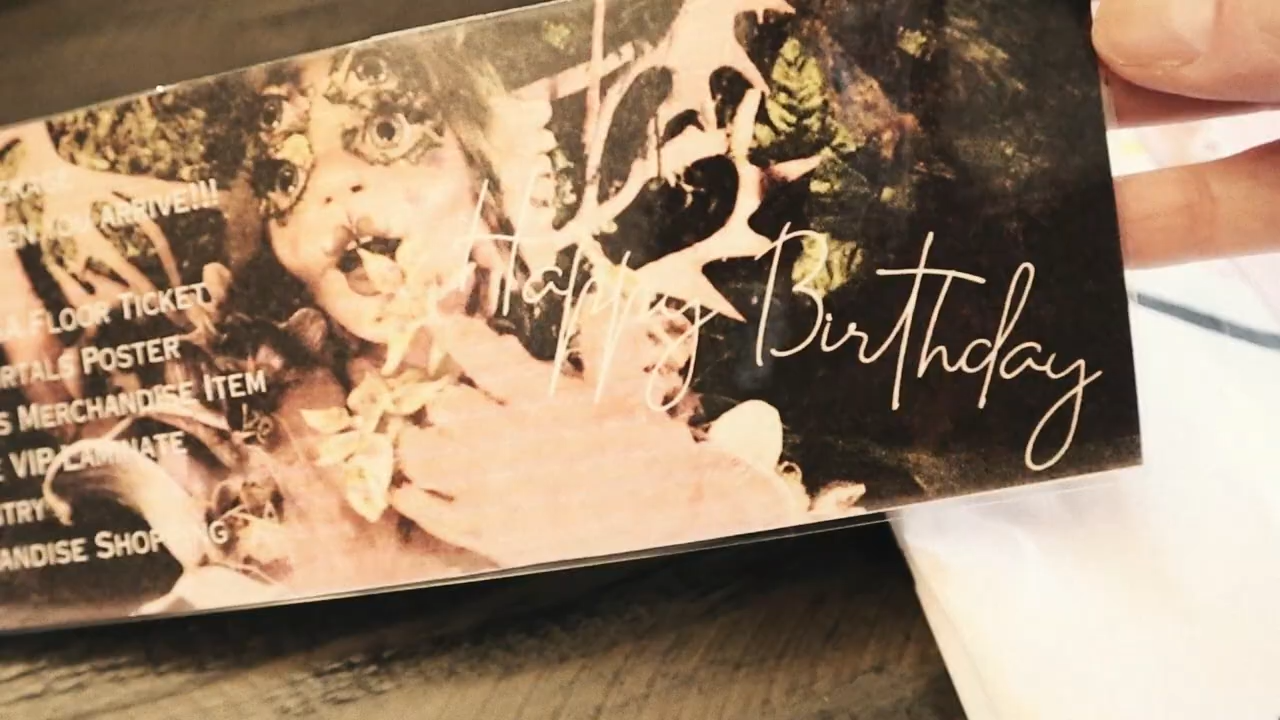 EN YOU ARRIVE!!!
FLOOR TICKET
RTALS POSTER
S MERCHANDISE ITEM
E VIP LAMINATE
TRY
ANDISE SHOPPING
Happy Birthday